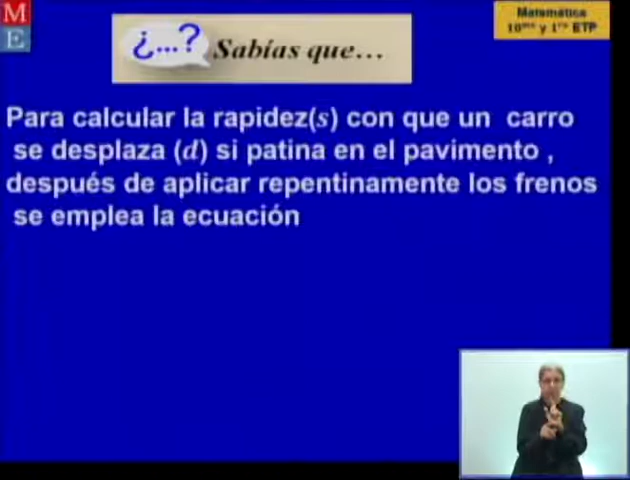 M
E
¿...?
Sabías que...
Matemática
10mo y 1ro ETP
Para calcular la rapidez(s) con que un carro
se desplaza (d) si patina en el pavimento ,
después de aplicar repentinamente los frenos
se emplea la ecuación